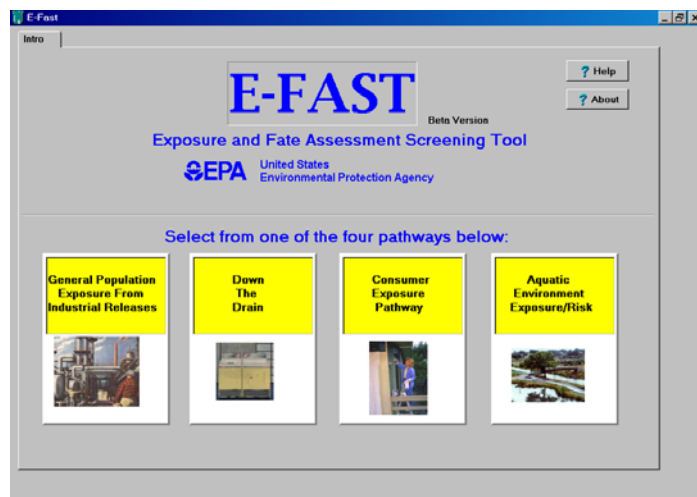 E-Fast
Intro
E-FAST
Beta Version
? Help
? About
Exposure and Fate Assessment Screening Tool
EPA
United States
Environmental Protection Agency
Select from one of the four pathways below:
General Population
Exposure From
Industrial Releases
Down
The
Drain
Consumer
Exposure
Pathway
Aquatic
Environment
Exposure/Risk